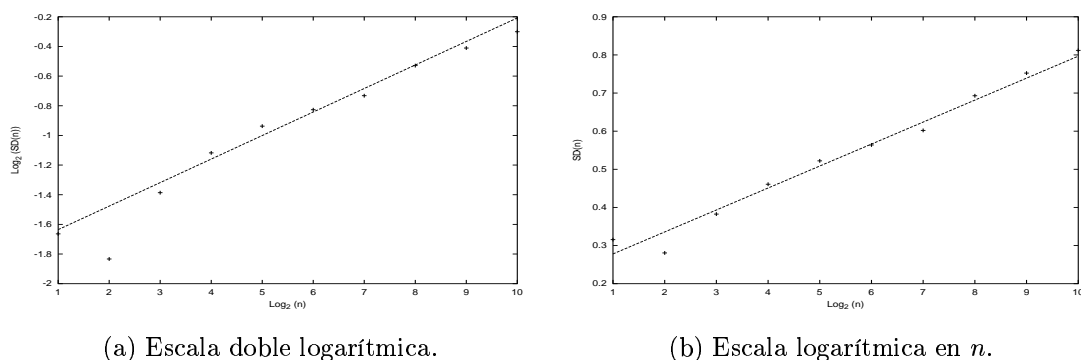 -0.2
-0.4
-0.6
-0.8
-1
-1.2
-1.4
-1.6
-1.8
-2
Log2 (SD(n))
1 2 3 4 5 6 7 8 9 10
Log2 (n)
(a) Escala doble logarítmica.
0.9
0.8
0.7
0.6
0.5
0.4
0.3
0.2
SD(n)
1 2 3 4 5 6 7 8 9 10
Log2 (n)
(b) Escala logarítmica en n.